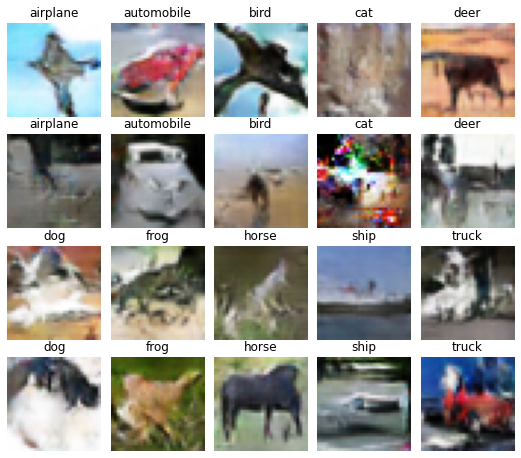 airplane automobile bird cat deer
airplane automobile bird cat deer
dog frog horse ship truck
dog frog horse ship truck